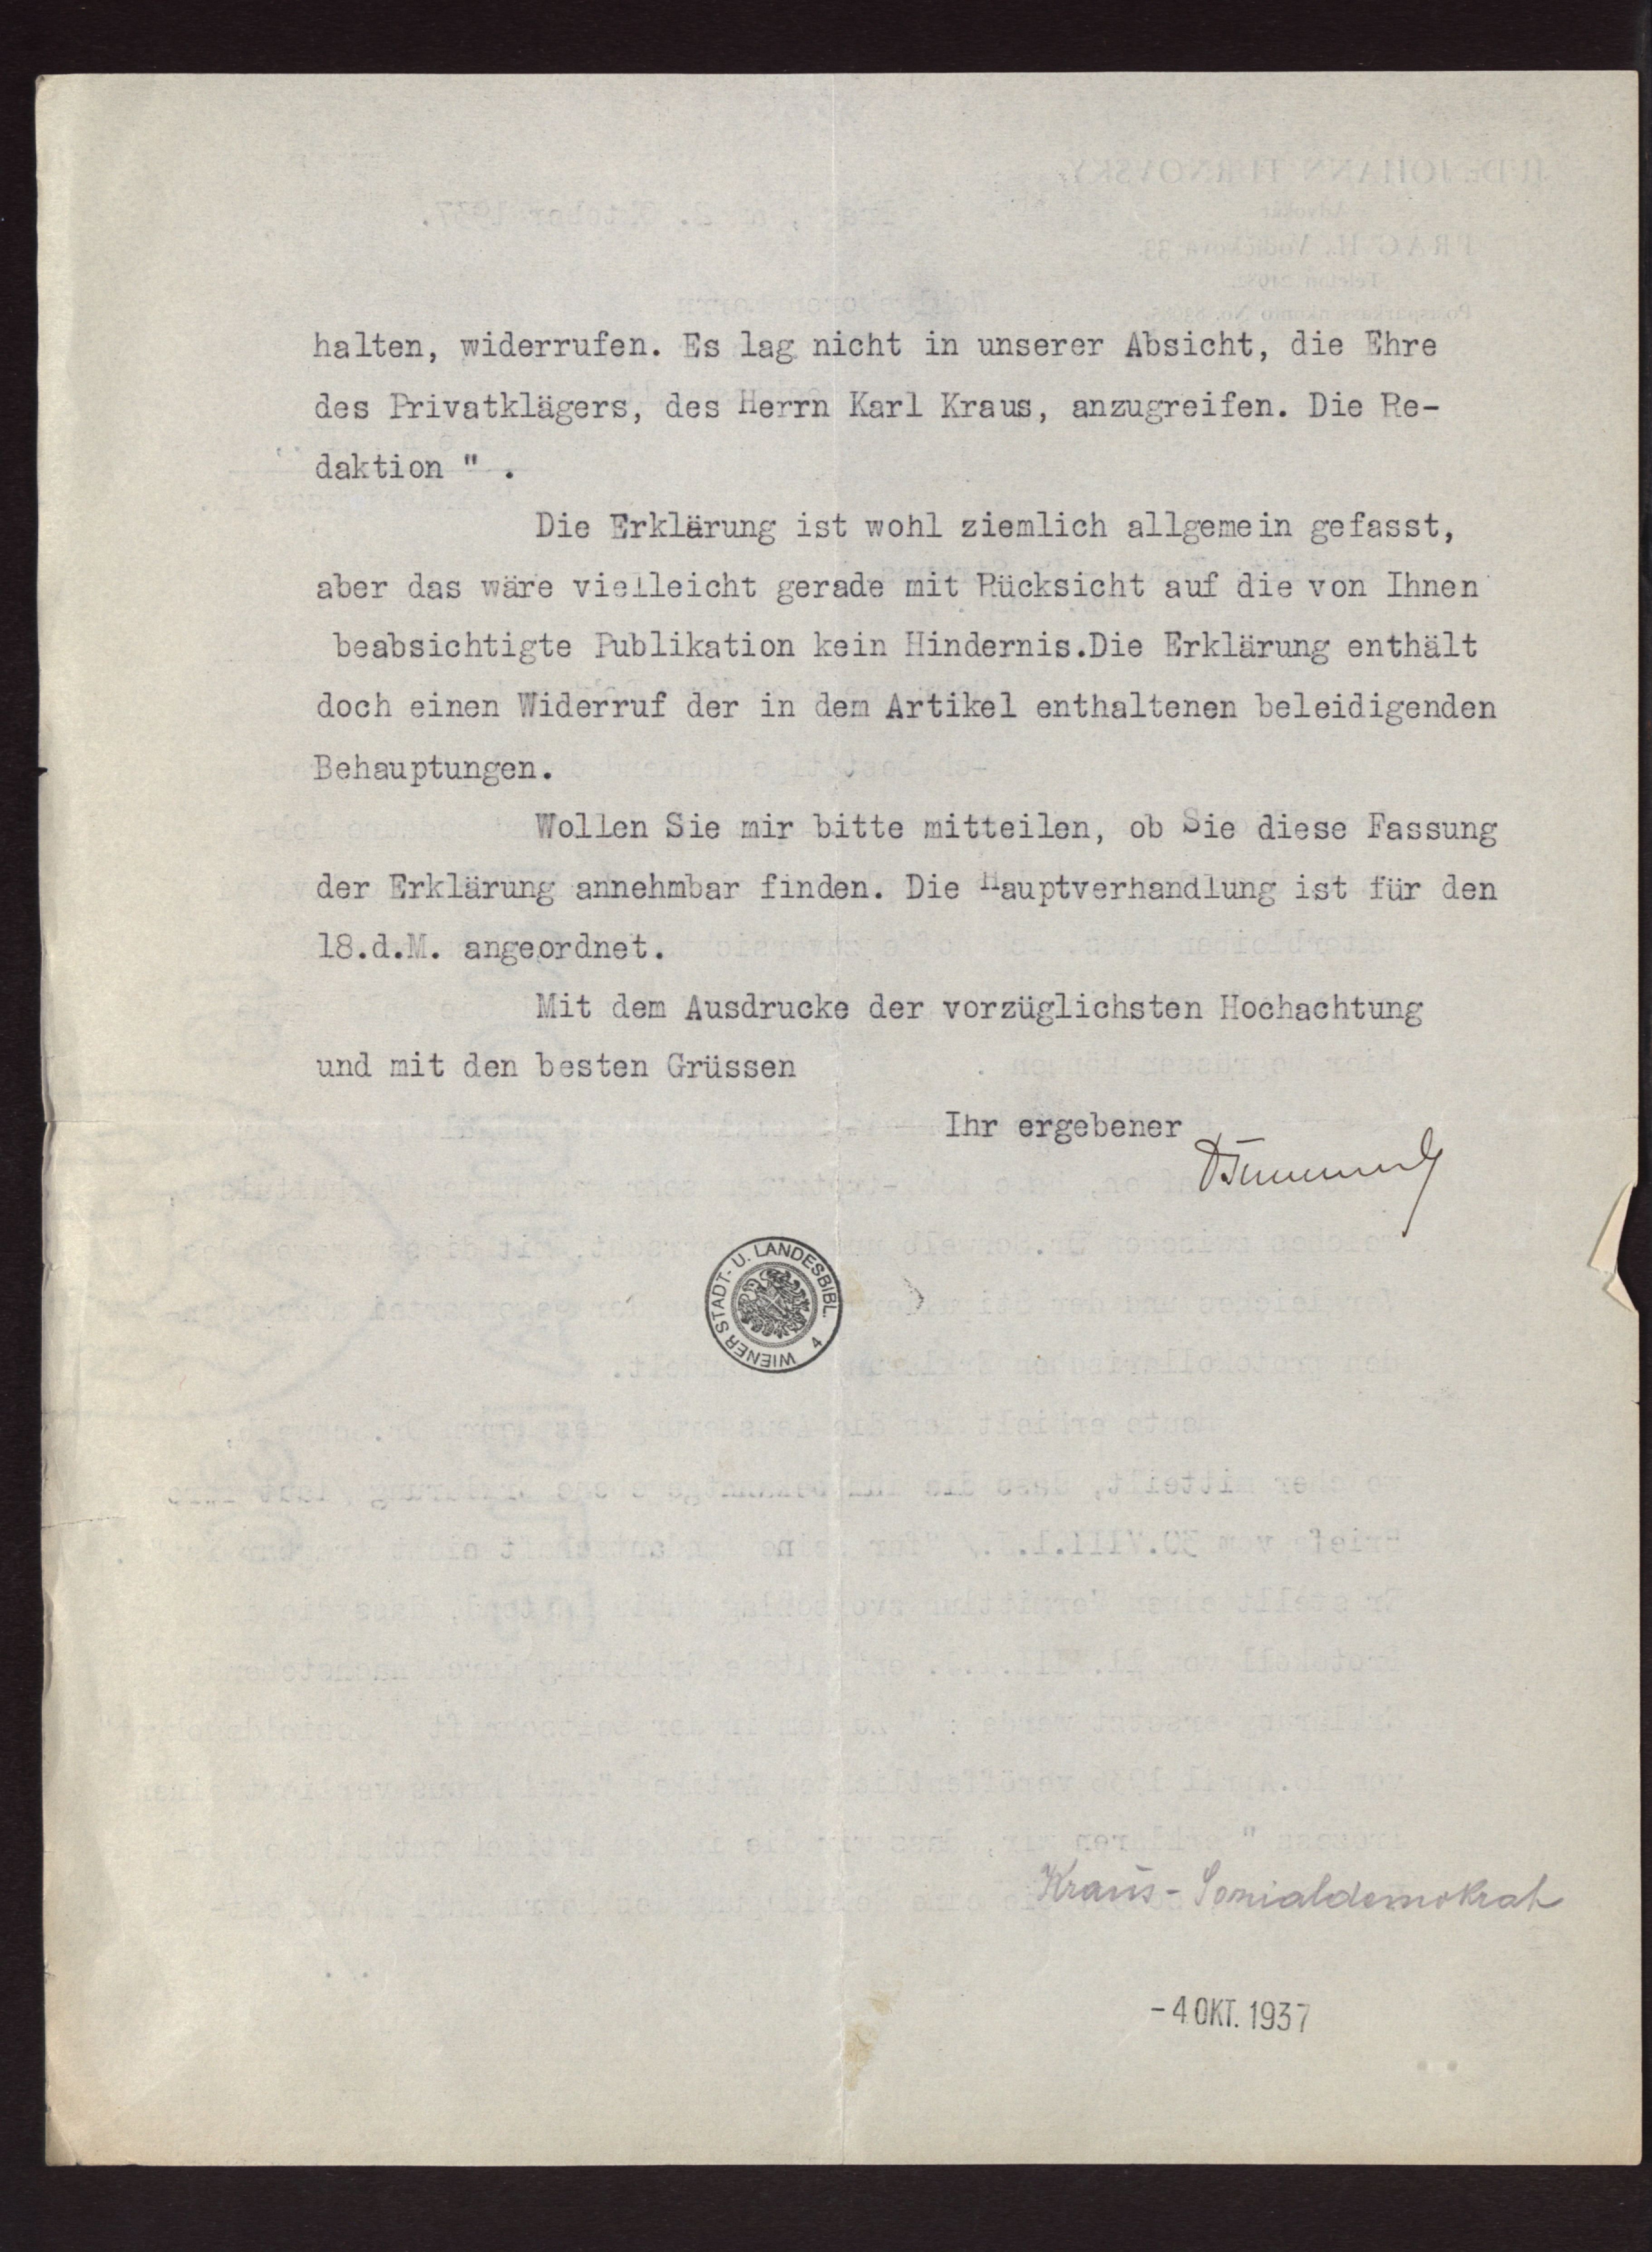 halten, widerrufen. Es lag nicht in unserer Absicht, die Ehre
des Privatklägers, des Herrn Karl Kraus, anzugreifen. Die Re-
daktion " .
Die Erklärung ist wohl ziemlich allgemein gefasst,
aber das wäre vielleicht gerade mit Rücksicht auf die von Ihnen
beabsichtigte Publikation kein Hindernis.Die Erklärung enthält
doch einen Widerruf der in dem Artikel enthaltenen beleidigenden
Behauptungen.
Wollen Sie mir bitte mitteilen, ob Sie diese Fassung
der Erklärung annehmbar finden. Die Hauptverhandlung ist für den
18.d.M. angeordnet.
Mit dem Ausdrucke der vorzüglichsten Hochachtung
und mit den besten Grüssen
Ihr ergebener
WIENER STADT- U. LANDESBIBL. 4
Kraus - Sozialdemokrat
- 4 OKT. 1937